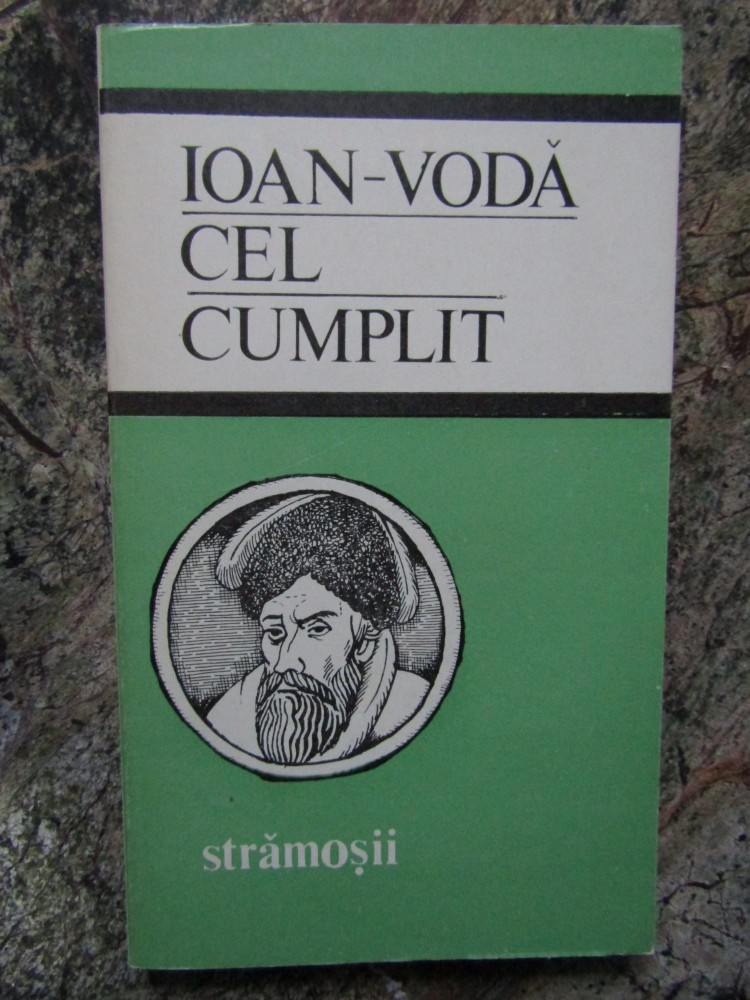 IOAN-VODĂ
CEL
CUMPLIT
strămoșii